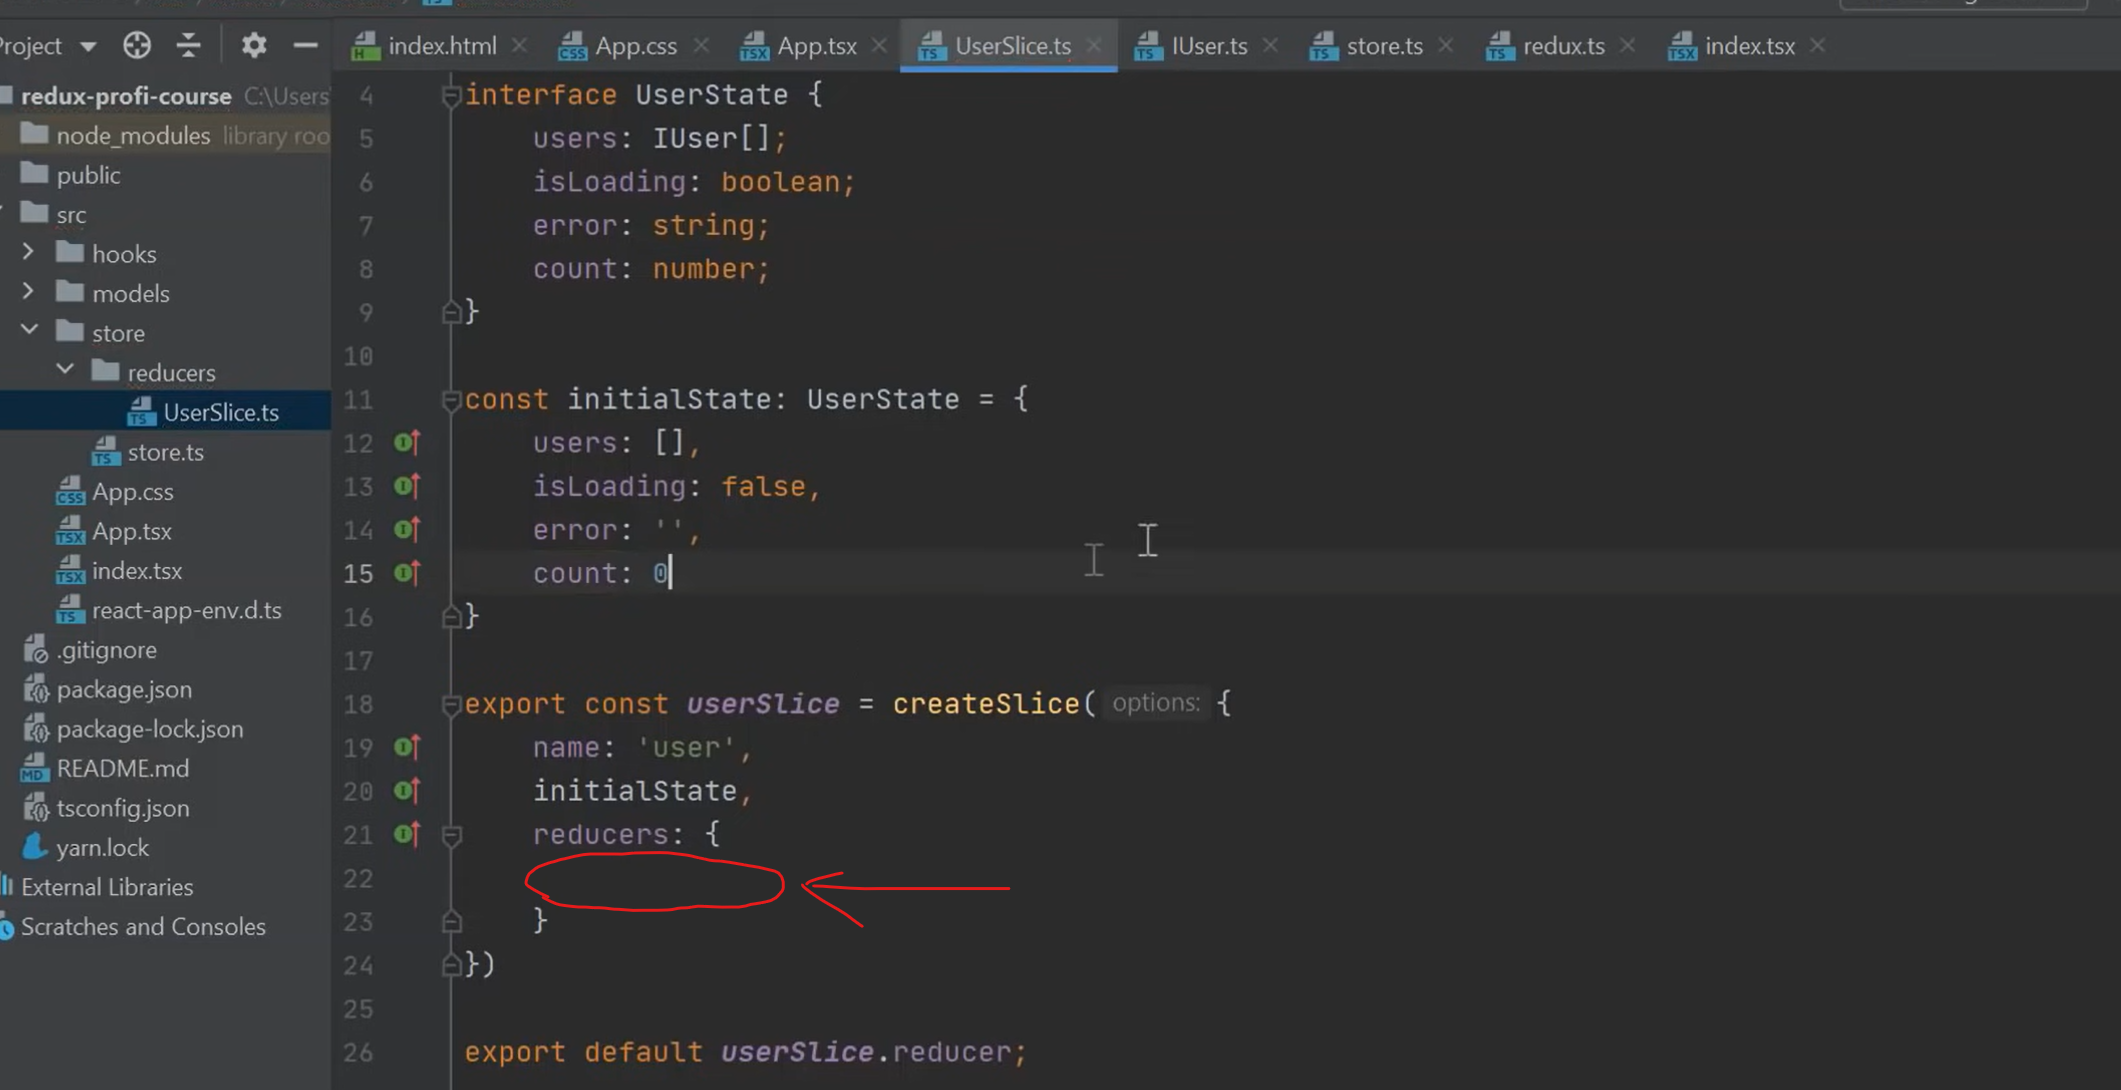 Project
index.html
App.css
App.tsx
UserSlice.ts
IUser.ts
store.ts
redux.ts
index.tsx
redux-profi-course C:\Users
node_modules library roo
public
src
hooks
models
store
reducers
UserSlice.ts
store.ts
App.css
App.tsx
index.tsx
react-app-env.d.ts
.gitignore
package.json
package-lock.json
README.md
tsconfig.json
yarn.lock
External Libraries
Scratches and Consoles
4 interface UserState {
5 users: IUser[];
6 isLoading: boolean;
7 error: string;
8 count: number;
9 }
10
11 const initialState: UserState = {
12 users: [],
13 isLoading: false,
14 error: '',
15 count: 0
16 }
17
18 export const userSlice = createSlice( options: {
19 name: 'user',
20 initialState,
21 reducers: {
22
23 }
24 })
25
26 export default userSlice.reducer;